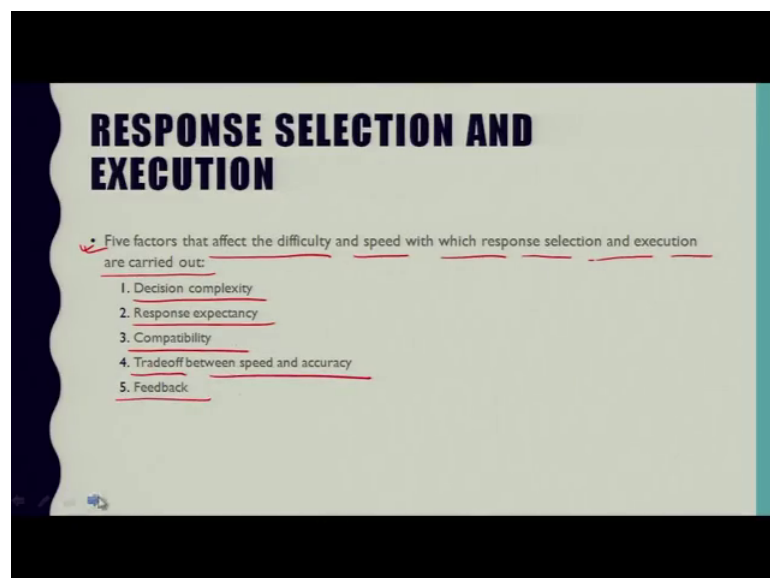 RESPONSE SELECTION AND
EXECUTION
• Five factors that affect the difficulty and speed with which response selection and execution
are carried out:
1. Decision complexity
2. Response expectancy
3. Compatibility
4. Tradeoff between speed and accuracy
5. Feedback